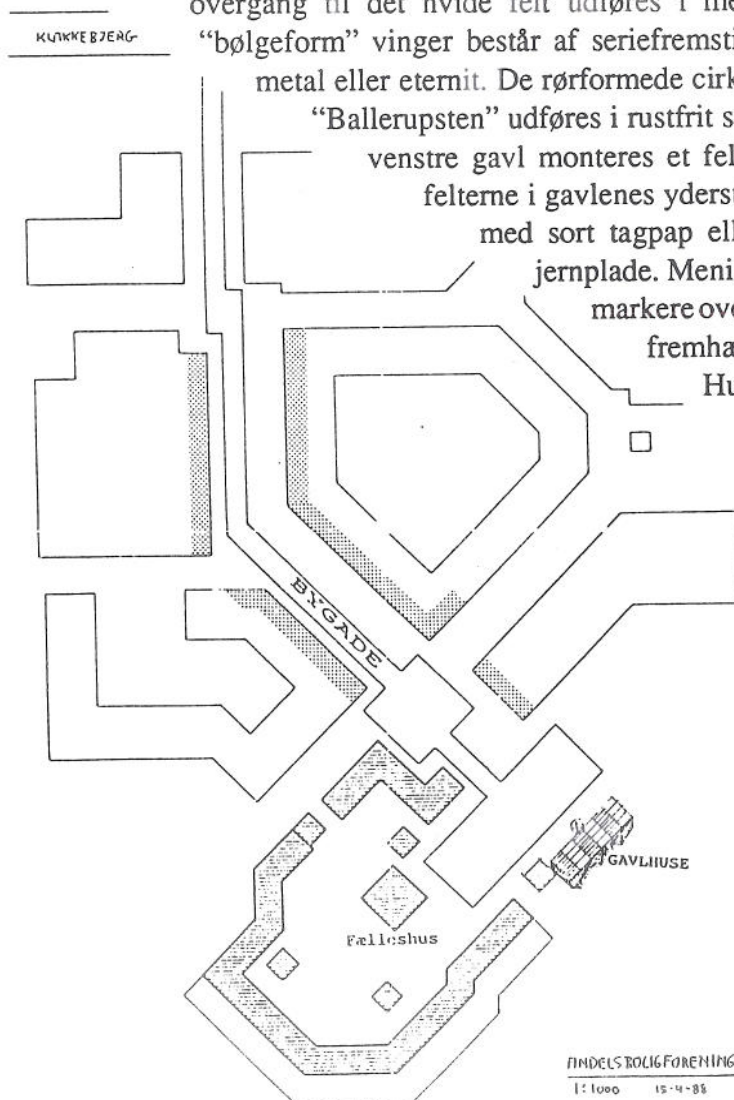 overgang til det hvide felt udføres i me
KLAKKEBJERG
“bølgeform” vinger består af seriefremsti
metal eller eternit. De rørformede cirk
“Ballerupsten” udføres i rustfrit s
venstre gavl monteres et fel
felterne i gavlenes yderst
med sort tagpap ell
jernplade. Meni
markere ove
fremhæ
Hu
BYGADE
GAVLHUSE
Fælleshus
ANDELSBOLIGFORENING
1:1000 15-4-88